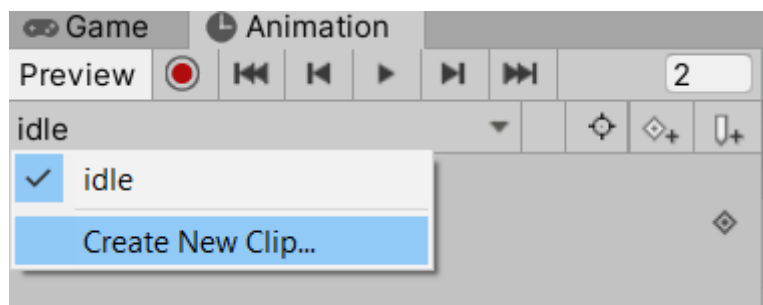 Game Animation
Preview 2
idle
idle
Create New Clip...